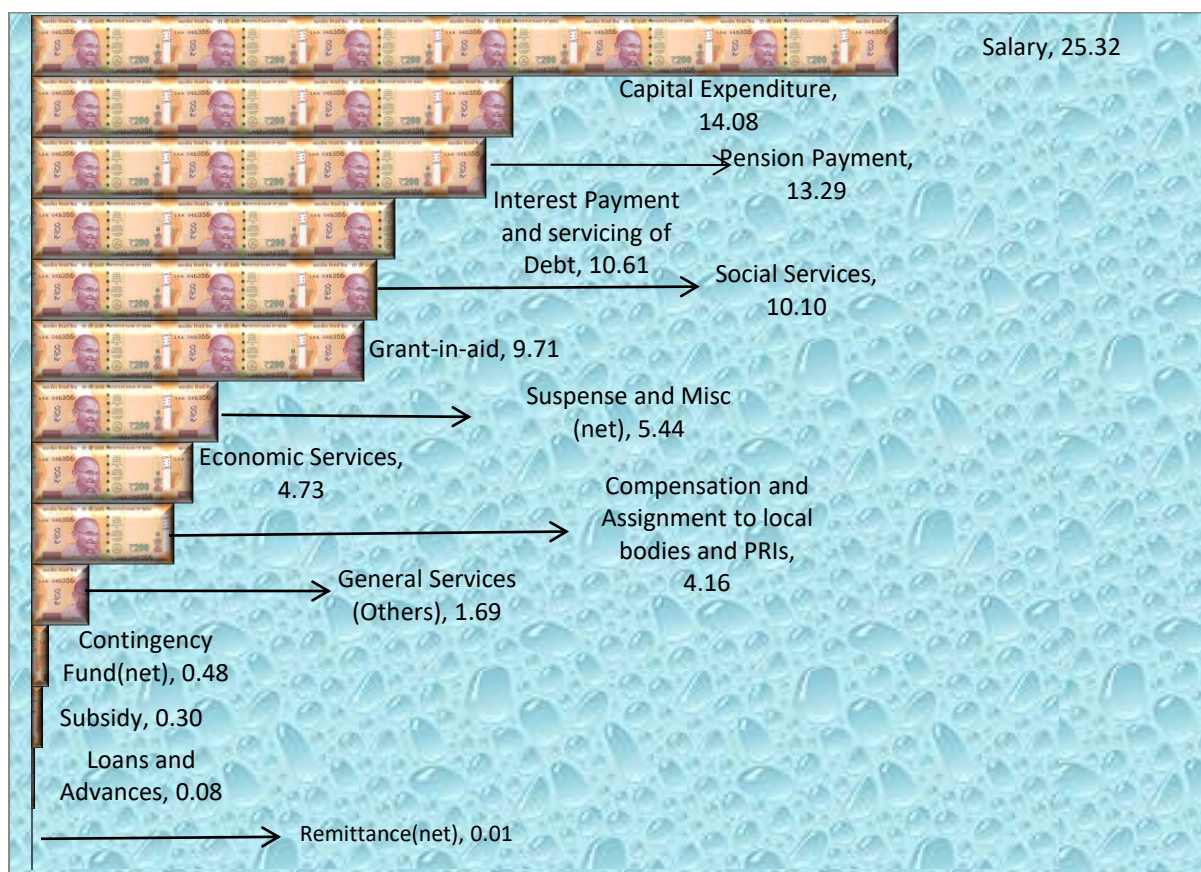 Salary, 25.32
Capital Expenditure,
14.08
Pension Payment,
13.29
Interest Payment
and servicing of
Debt, 10.61
Social Services,
10.10
Grant-in-aid, 9.71
Suspense and Misc
(net), 5.44
Economic Services,
4.73
Compensation and
Assignment to local
bodies and PRIs,
4.16
General Services
(Others), 1.69
Contingency
Fund(net), 0.48
Subsidy, 0.30
Loans and
Advances, 0.08
Remittance(net), 0.01